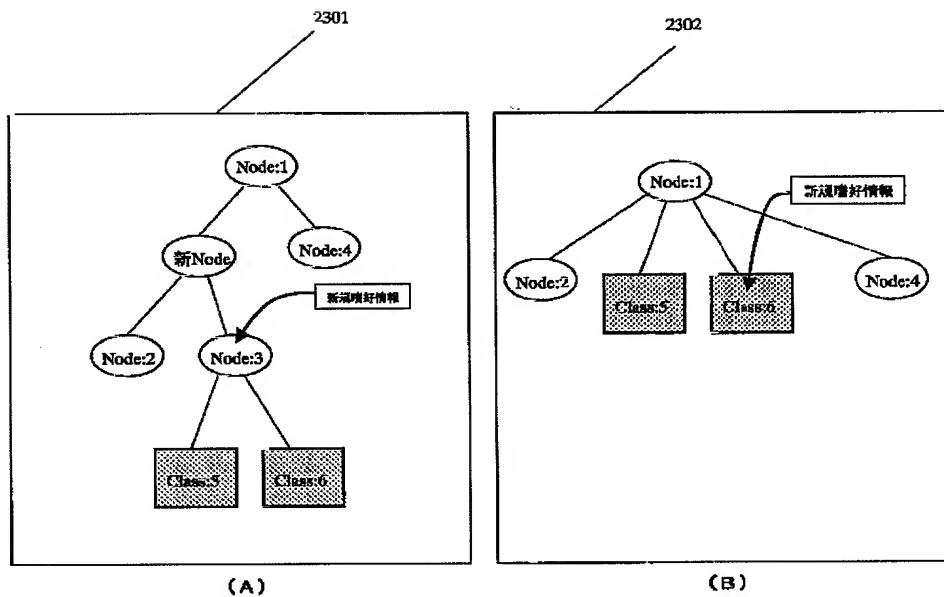 2301
2302
Node:1
新Node
Node:4
新規嗜好情報
Node:2
Node:3
Class:5
Class:6
(A)
Node:1
新規嗜好情報
Node:2
Class:5
Class:6
Node:4
(B)